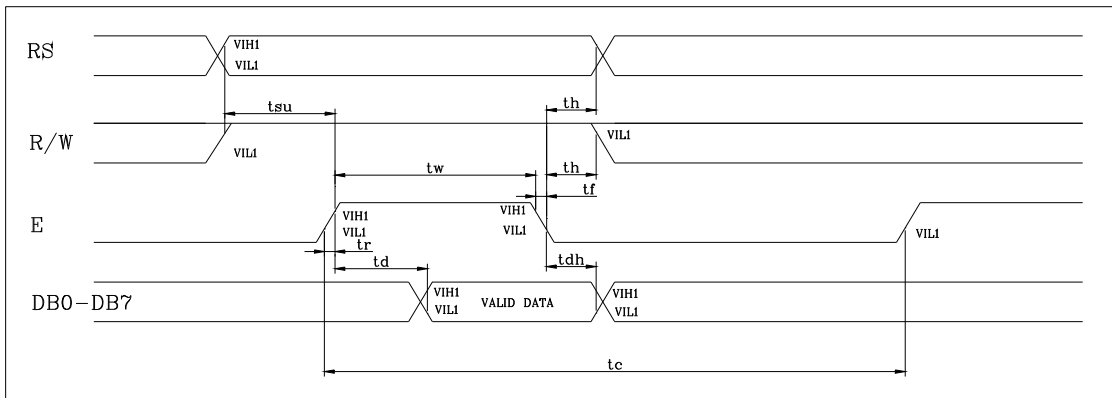 RS
VIH1
VIL1
tsu
th
R/W
VIL1
VIL1
tw
th
tf
E
VIH1
VIL1
VIH1
VIL1
VIL1
tr
td
tdh
DB0-DB7
VIH1
VIL1
VALID DATA
VIH1
VIL1
tc